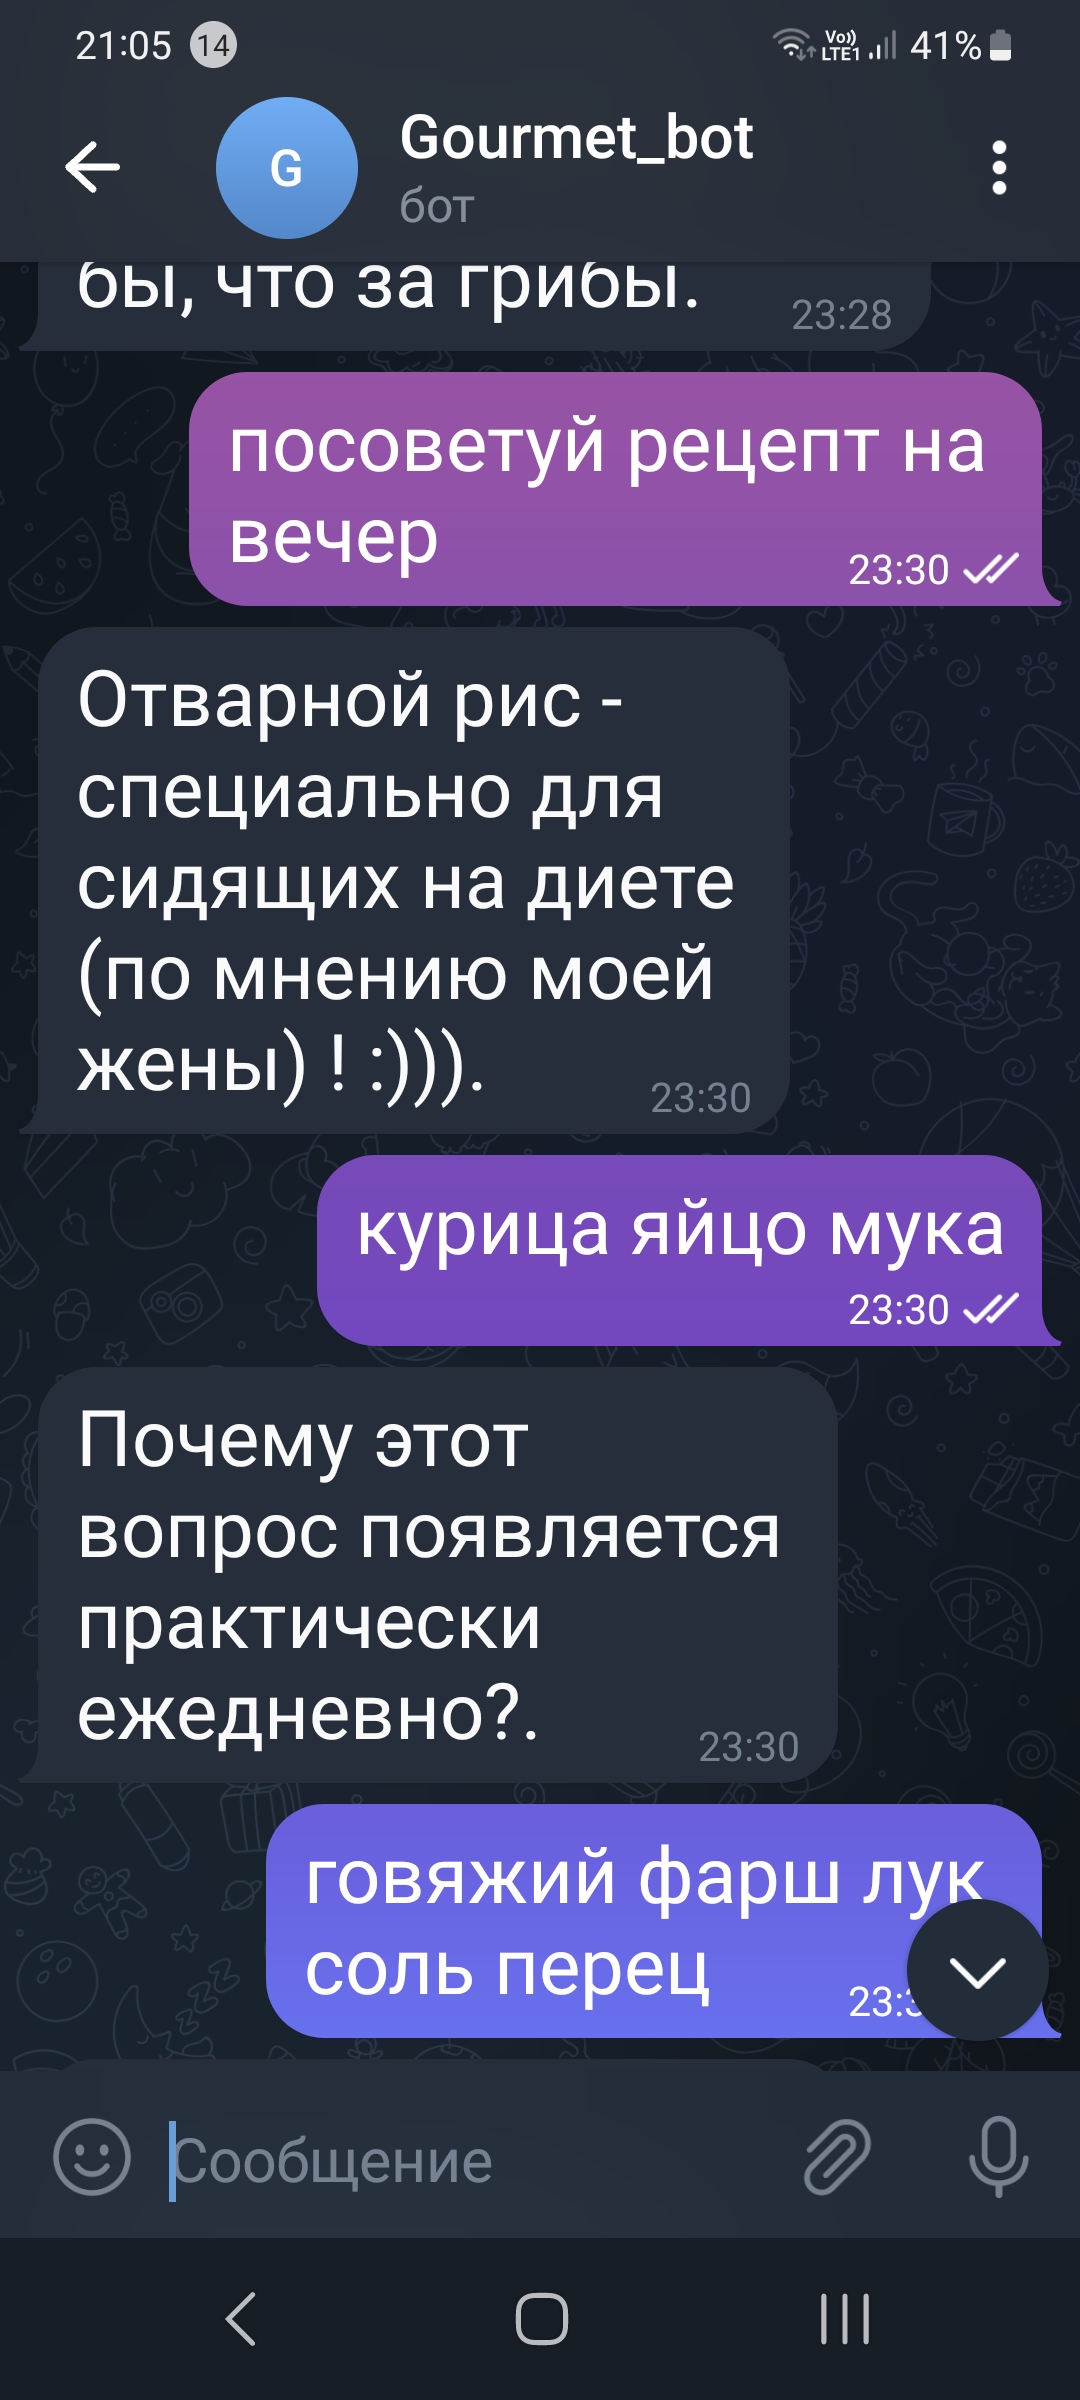 21:05 14 Vo)) LTE1 41%
G Gourmet_bot
бот
бы, что за грибы. 23:28
посоветуй рецепт на
вечер 23:30
Отварной рис -
специально для
сидящих на диете
(по мнению моей
жены) ! :))). 23:30
курица яйцо мука
23:30
Почему этот
вопрос появляется
практически
ежедневно?. 23:30
говяжий фарш лук
соль перец 23:3
Сообщение